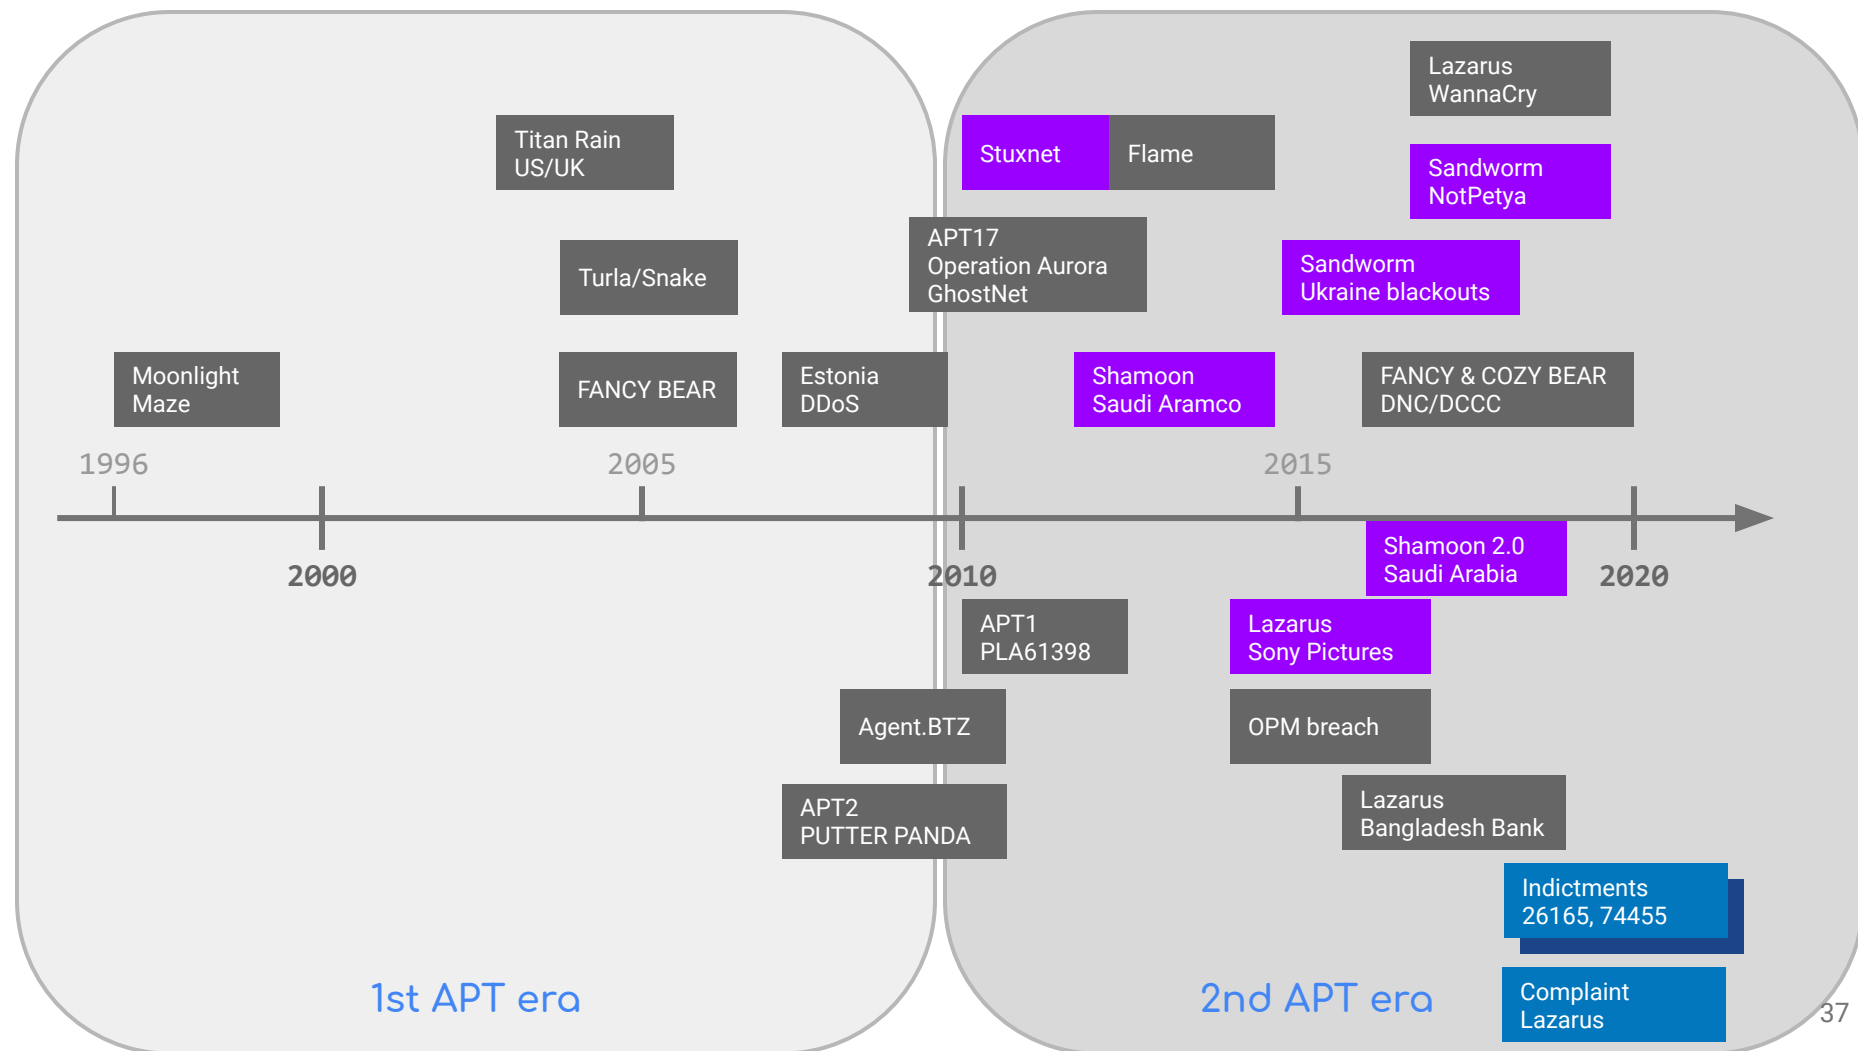 Lazarus
WannaCry
Titan Rain
US/UK
Stuxnet
Flame
Sandworm
NotPetya
APT17
Operation Aurora
GhostNet
Turla/Snake
Sandworm
Ukraine blackouts
Moonlight
Maze
FANCY BEAR
Estonia
DDoS
Shamoon
Saudi Aramco
FANCY & COZY BEAR
DNC/DCCC
1996
2005
2015
2000
2010
2020
Shamoon 2.0
Saudi Arabia
APT1
PLA61398
Lazarus
Sony Pictures
Agent.BTZ
OPM breach
APT2
PUTTER PANDA
Lazarus
Bangladesh Bank
Indictments
26165, 74455
1st APT era
2nd APT era
Complaint
Lazarus
37